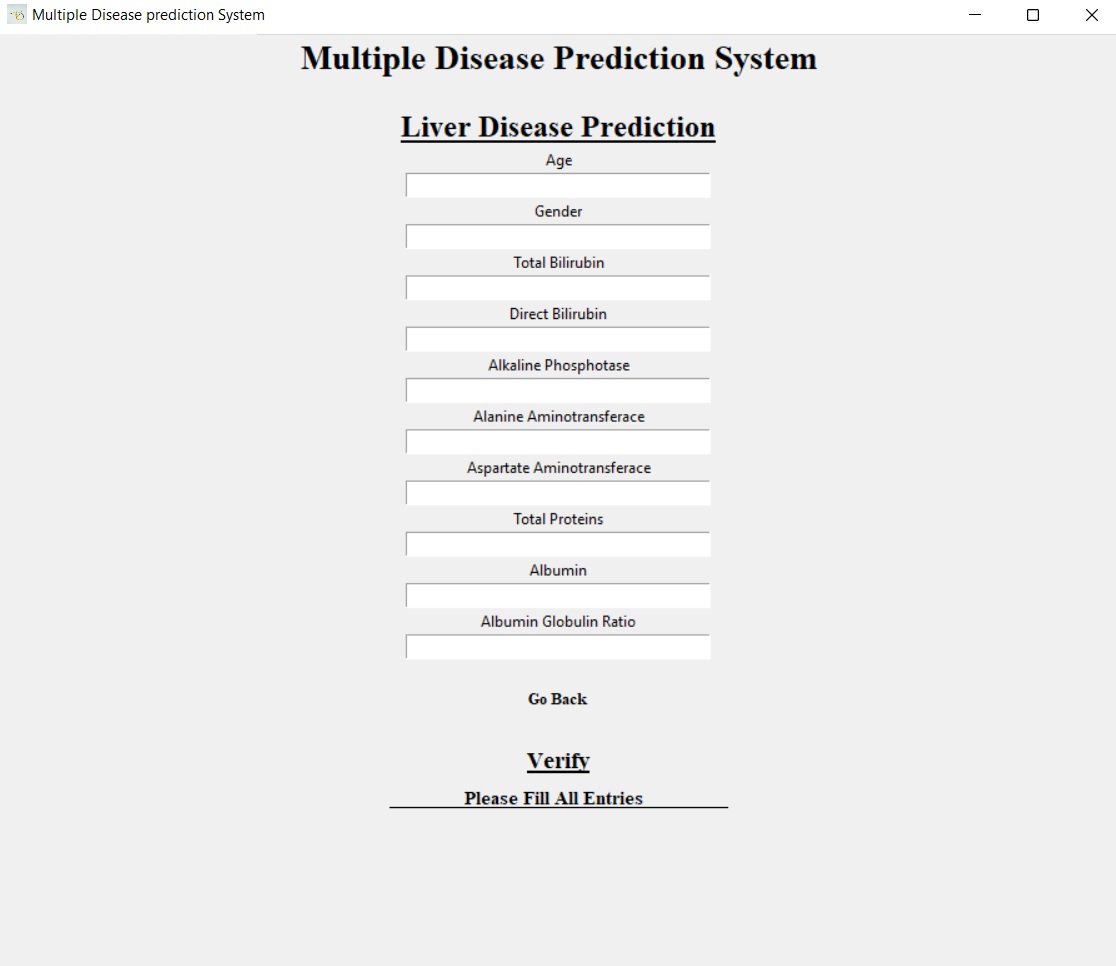 Multiple Disease prediction System
Multiple Disease Prediction System
Liver Disease Prediction
Age
Gender
Total Bilirubin
Direct Bilirubin
Alkaline Phosphotase
Alanine Aminotransferace
Aspartate Aminotransferace
Total Proteins
Albumin
Albumin Globulin Ratio
Go Back
Verify
Please Fill All Entries